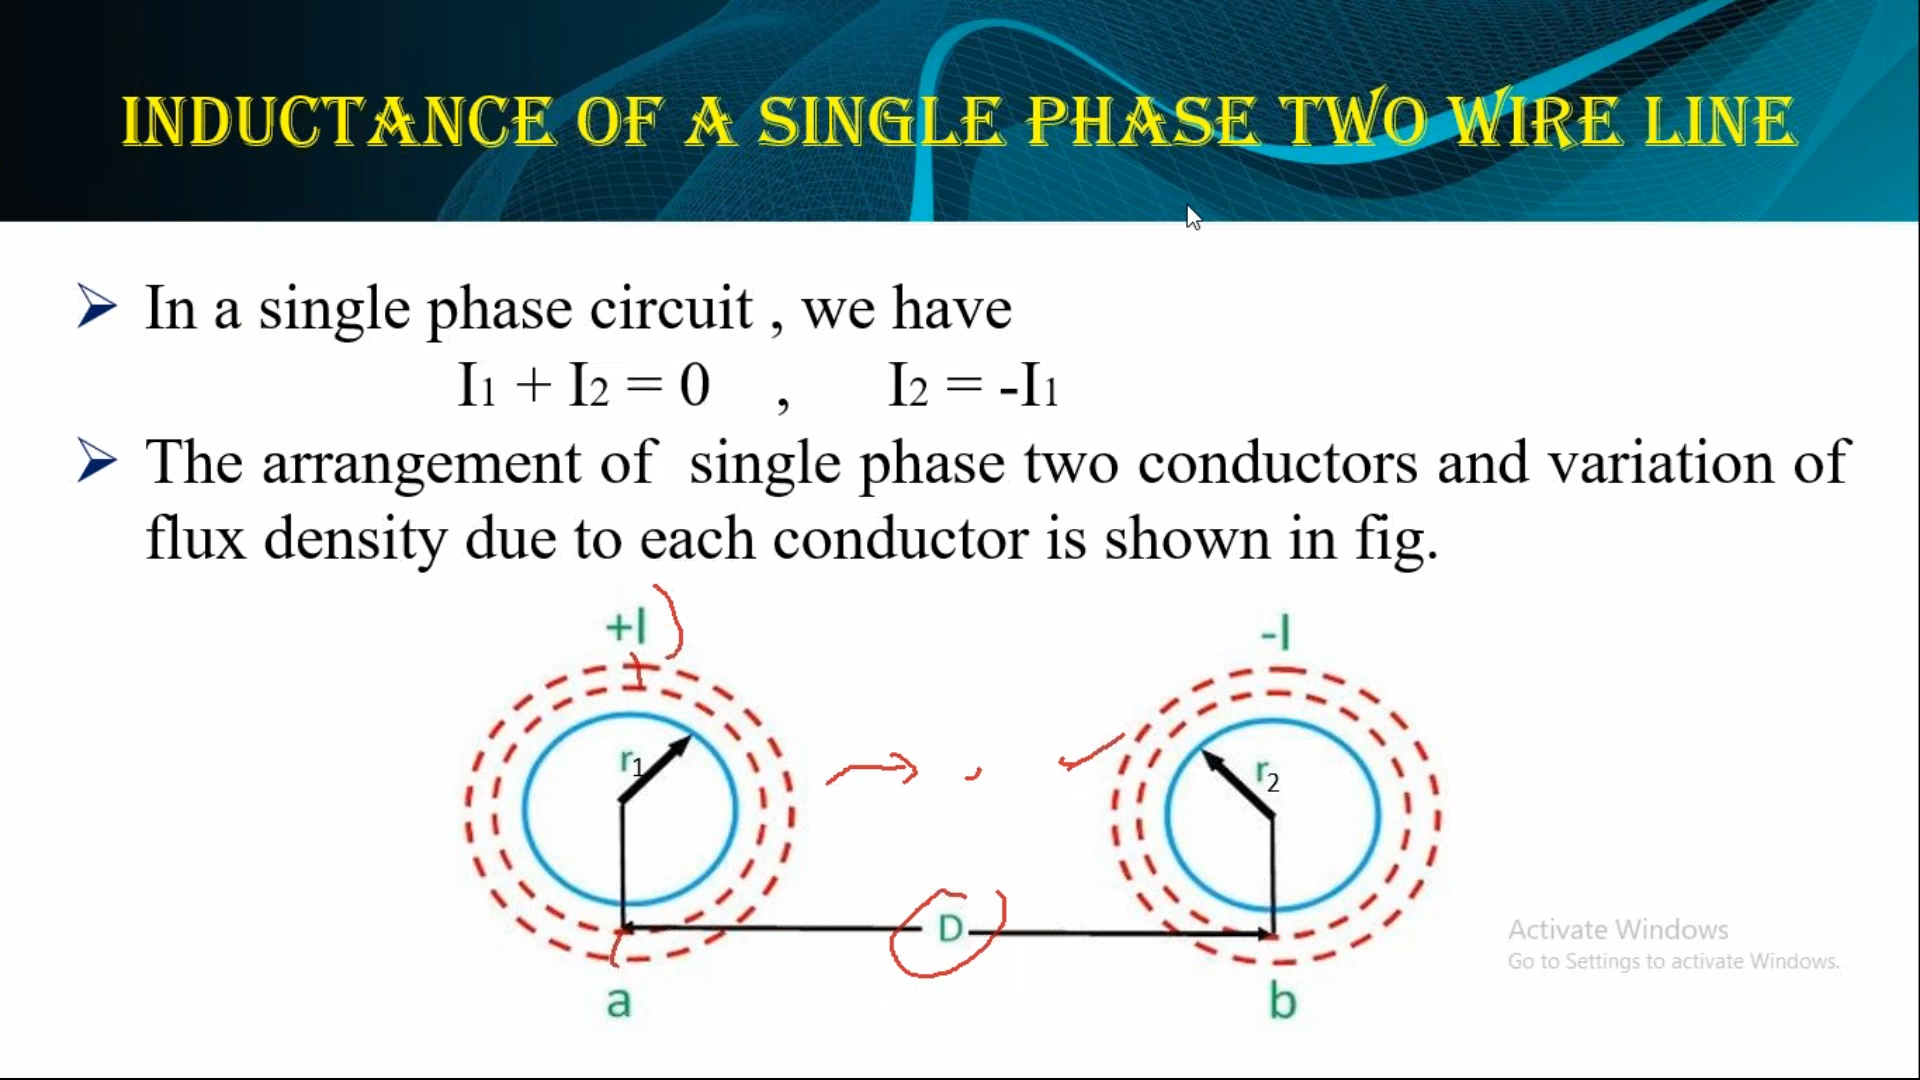 INDUCTANCE OF A SINGLE PHASE TWO WIRE LINE
In a single phase circuit , we have
I1 + I2 = 0 , I2 = -I1
The arrangement of single phase two conductors and variation of
flux density due to each conductor is shown in fig.
+I
-I
r1
r2
D
a
b
Activate Windows
Go to Settings to activate Windows.